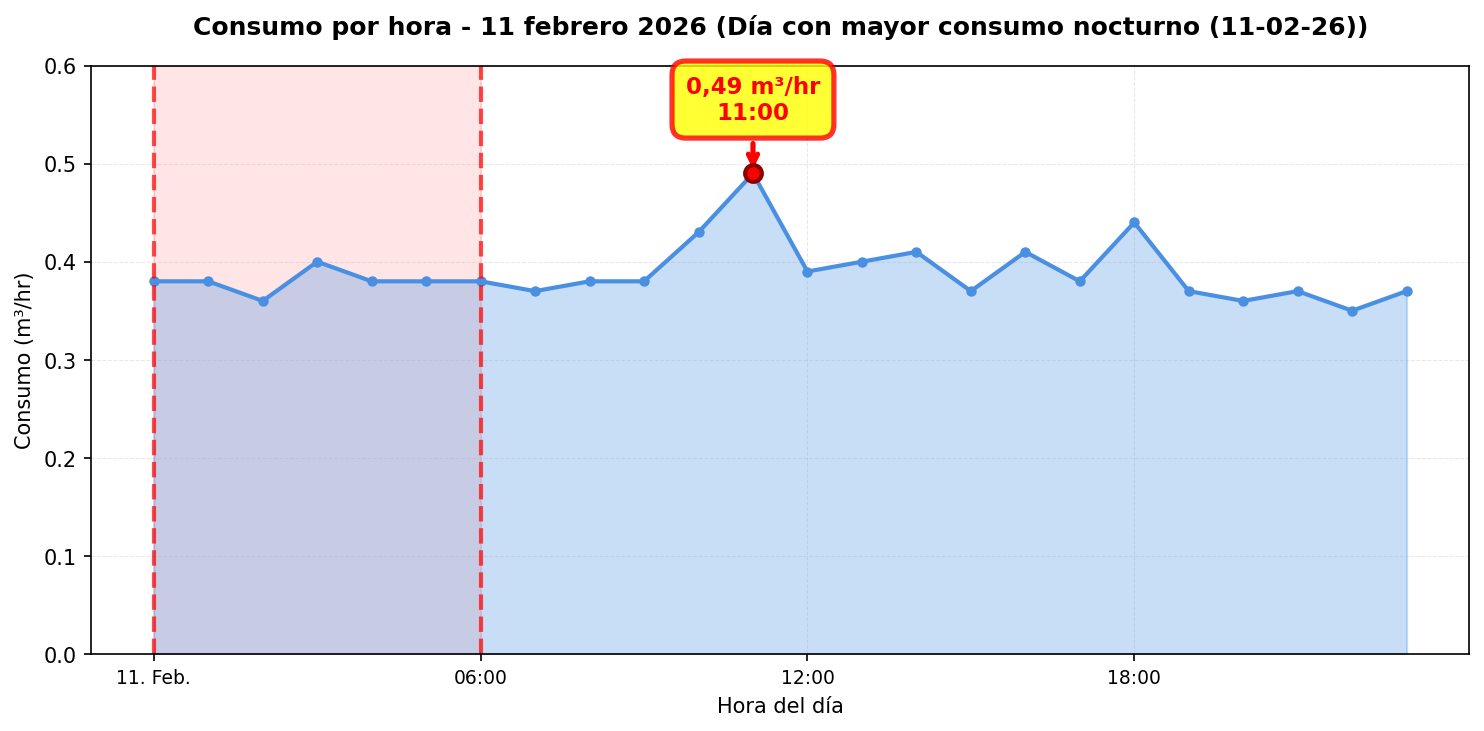 Consumo por hora - 11 febrero 2026 (Día con mayor consumo nocturno (11-02-26))
0,49 m³/hr
11:00
Consumo (m³/hr)
0.6
0.5
0.4
0.3
0.2
0.1
0.0
11. Feb.
06:00
12:00
18:00
Hora del día